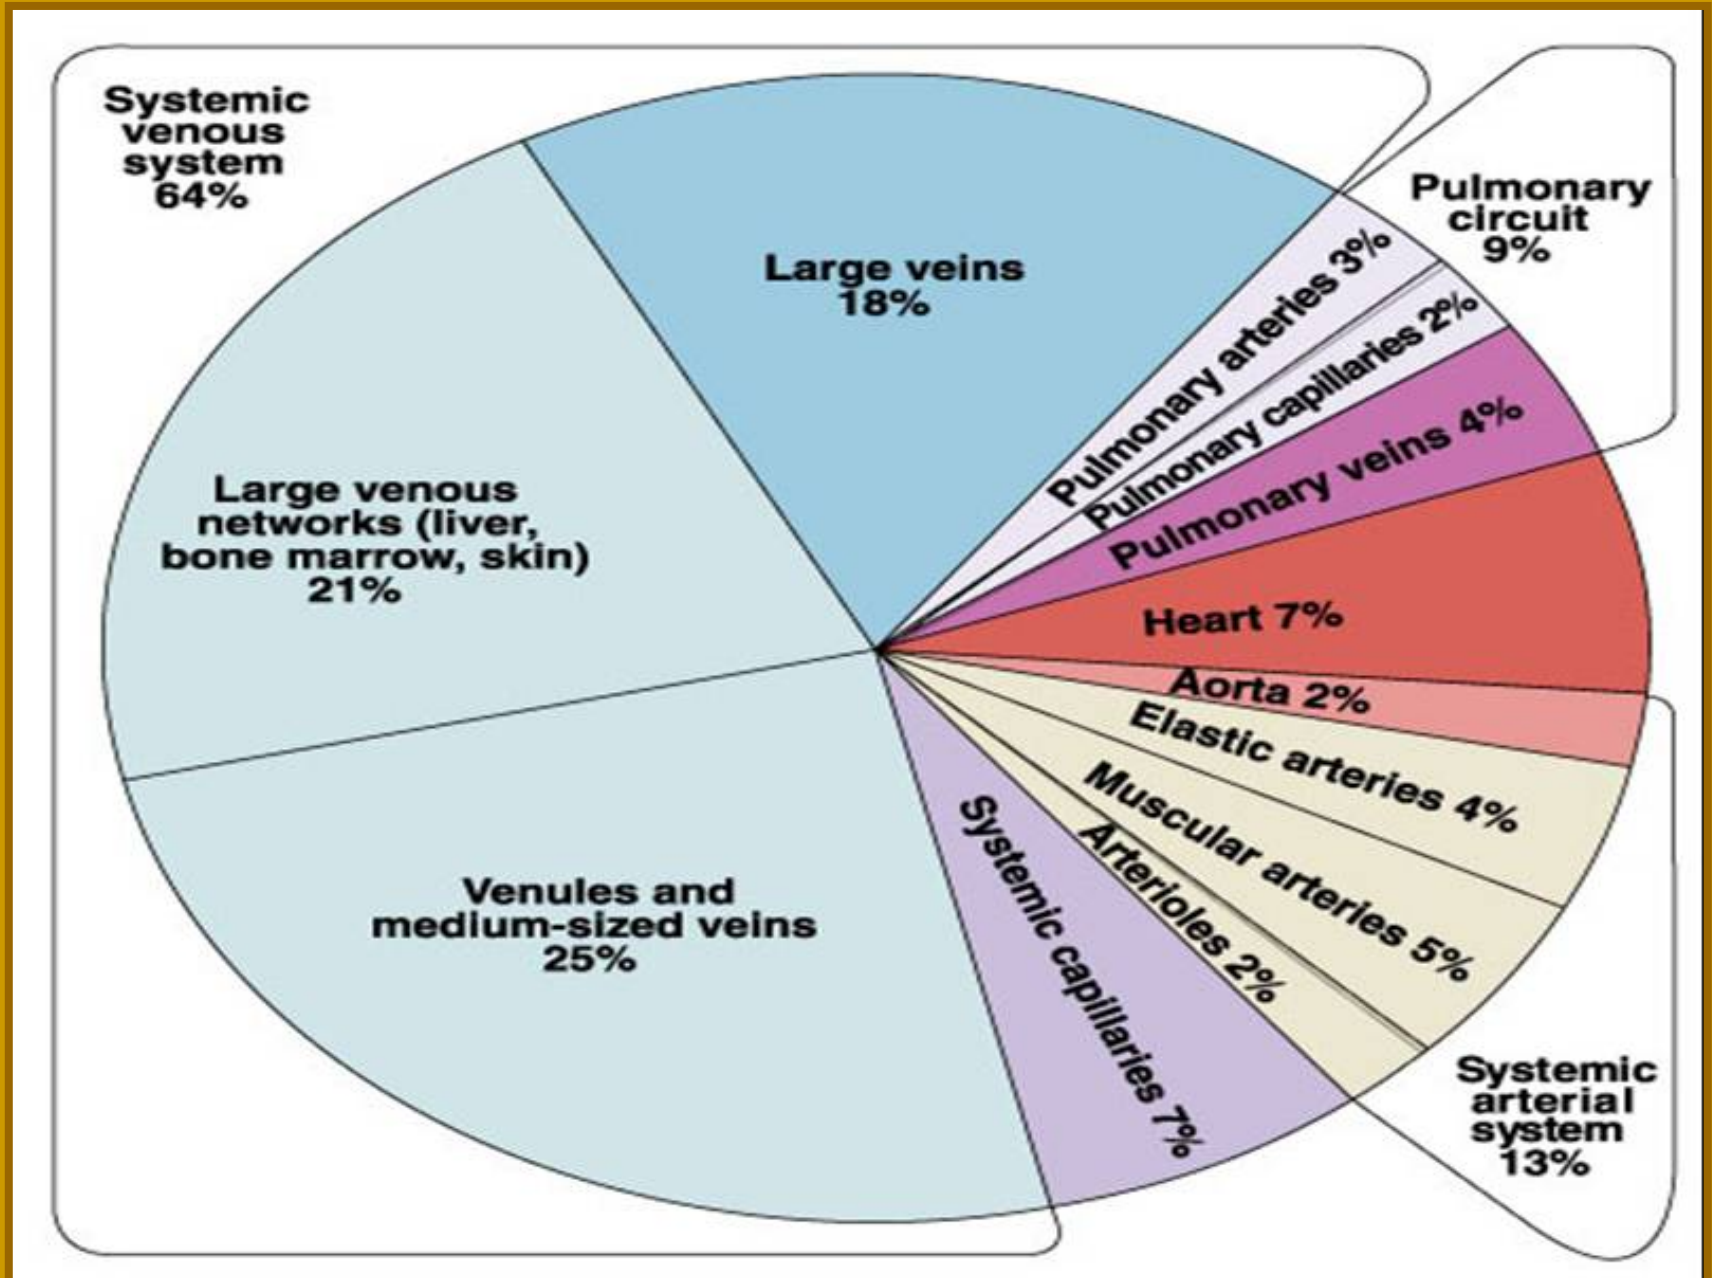 Systemic
venous
system
64%
Large veins
18%
Pulmonary
circuit
9%
Pulmonary arteries 3%
Pulmonary capillaries 2%
Pulmonary veins 4%
Heart 7%
Aorta 2%
Elastic arteries 4%
Muscular arteries 5%
Arterioles 2%
Systemic capillaries 7%
Large venous
networks (liver,
bone marrow, skin)
21%
Venules and
medium-sized veins
25%
Systemic
arterial
system
13%